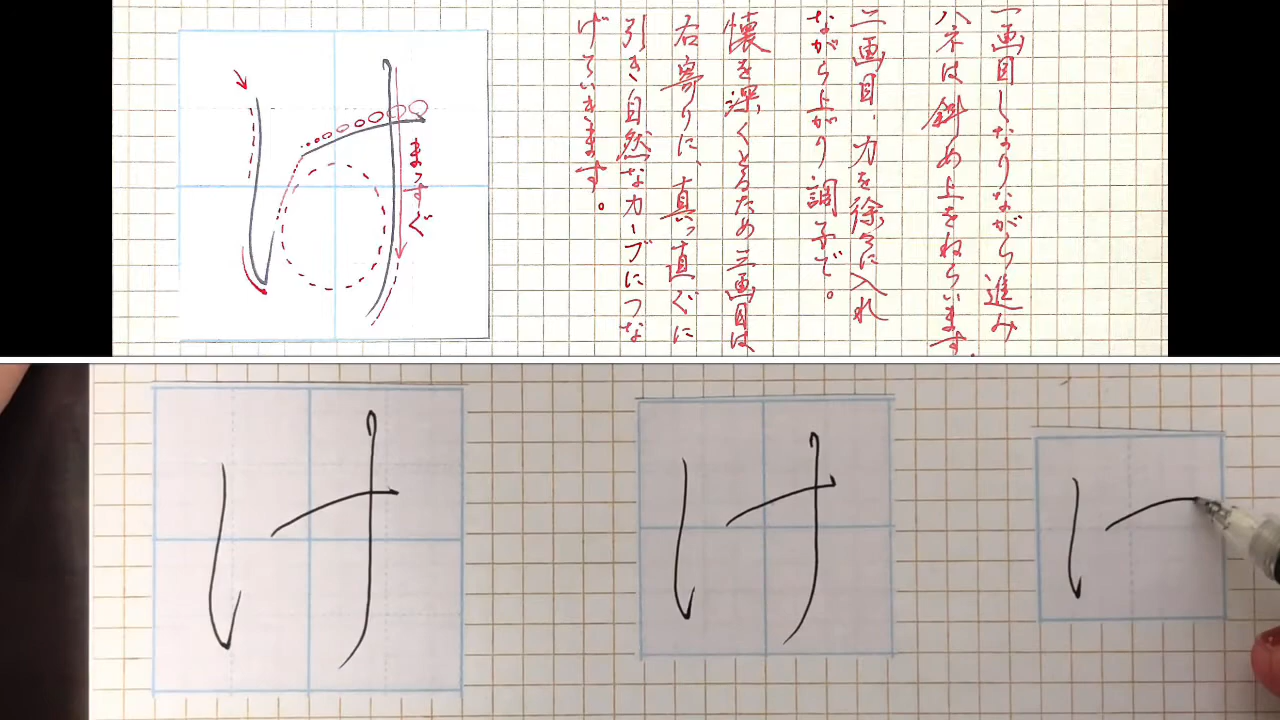 一画目しなりながら進み
ハネは斜め上をねらいます。
二画目、力を徐々に入れ
ながら上がり調子で。
懐を深くとるため三画目は、
右寄りに、真っ直ぐに
引き自然なカーブにつな
げていきます。
け
まっすぐ
け
け